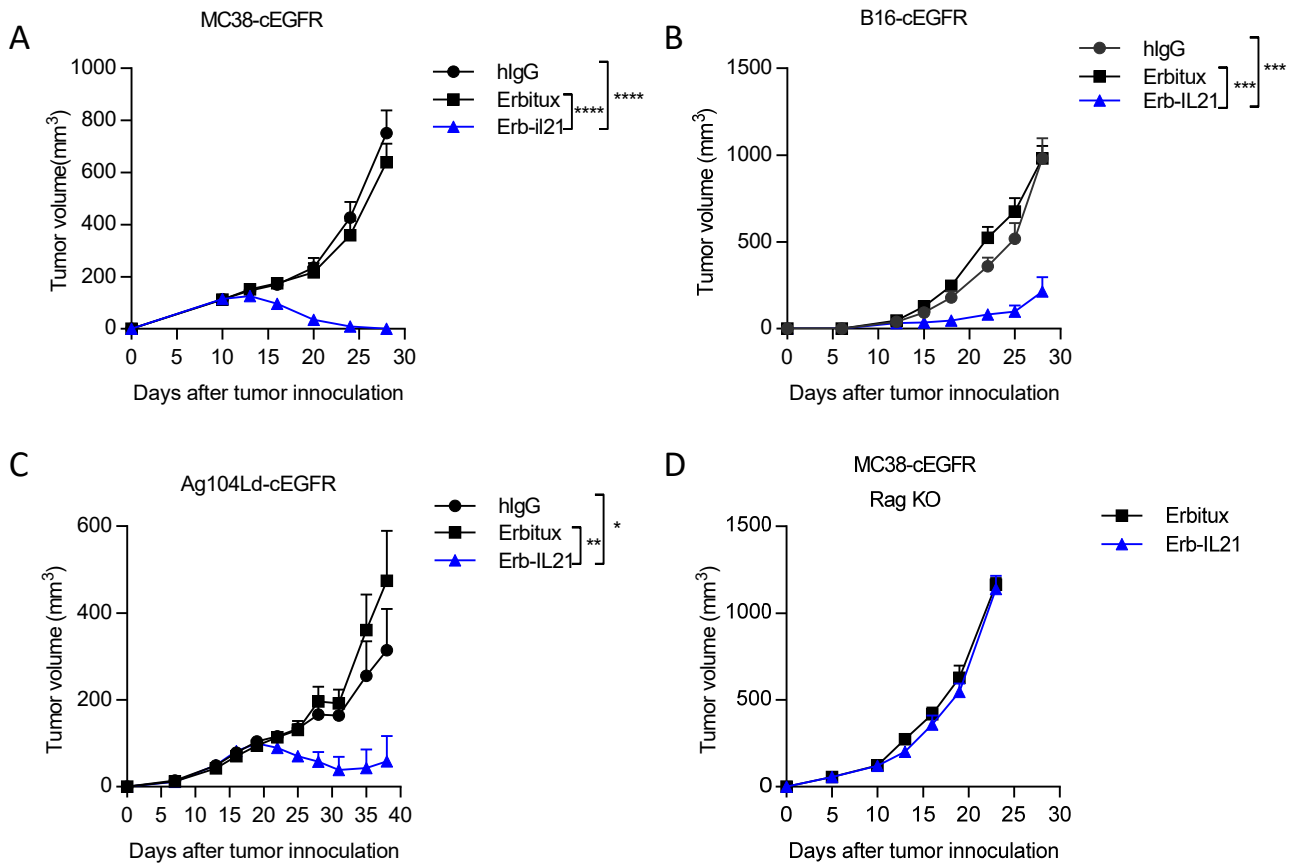 A
MC38-cEGFR
hIgG
Erbitux
Erb-il21
****
****
1000
800
600
400
200
0
Tumor volume(mm3)
0 5 10 15 20 25 30
Days after tumor innoculation
B
B16-cEGFR
hIgG
Erbitux
Erb-IL21
***
***
1500
1000
500
0
Tumor volume (mm3)
0 5 10 15 20 25 30
Days after tumor innoculation
C
Ag104Ld-cEGFR
hIgG
Erbitux
Erb-IL21
**
*
600
400
200
0
Tumor volume (mm3)
0 5 10 15 20 25 30 35 40
Days after tumor innoculation
D
MC38-cEGFR
Rag KO
Erbitux
Erb-IL21
1500
1000
500
0
Tumor volume (mm3)
0 5 10 15 20 25 30
Days after tumor innoculation